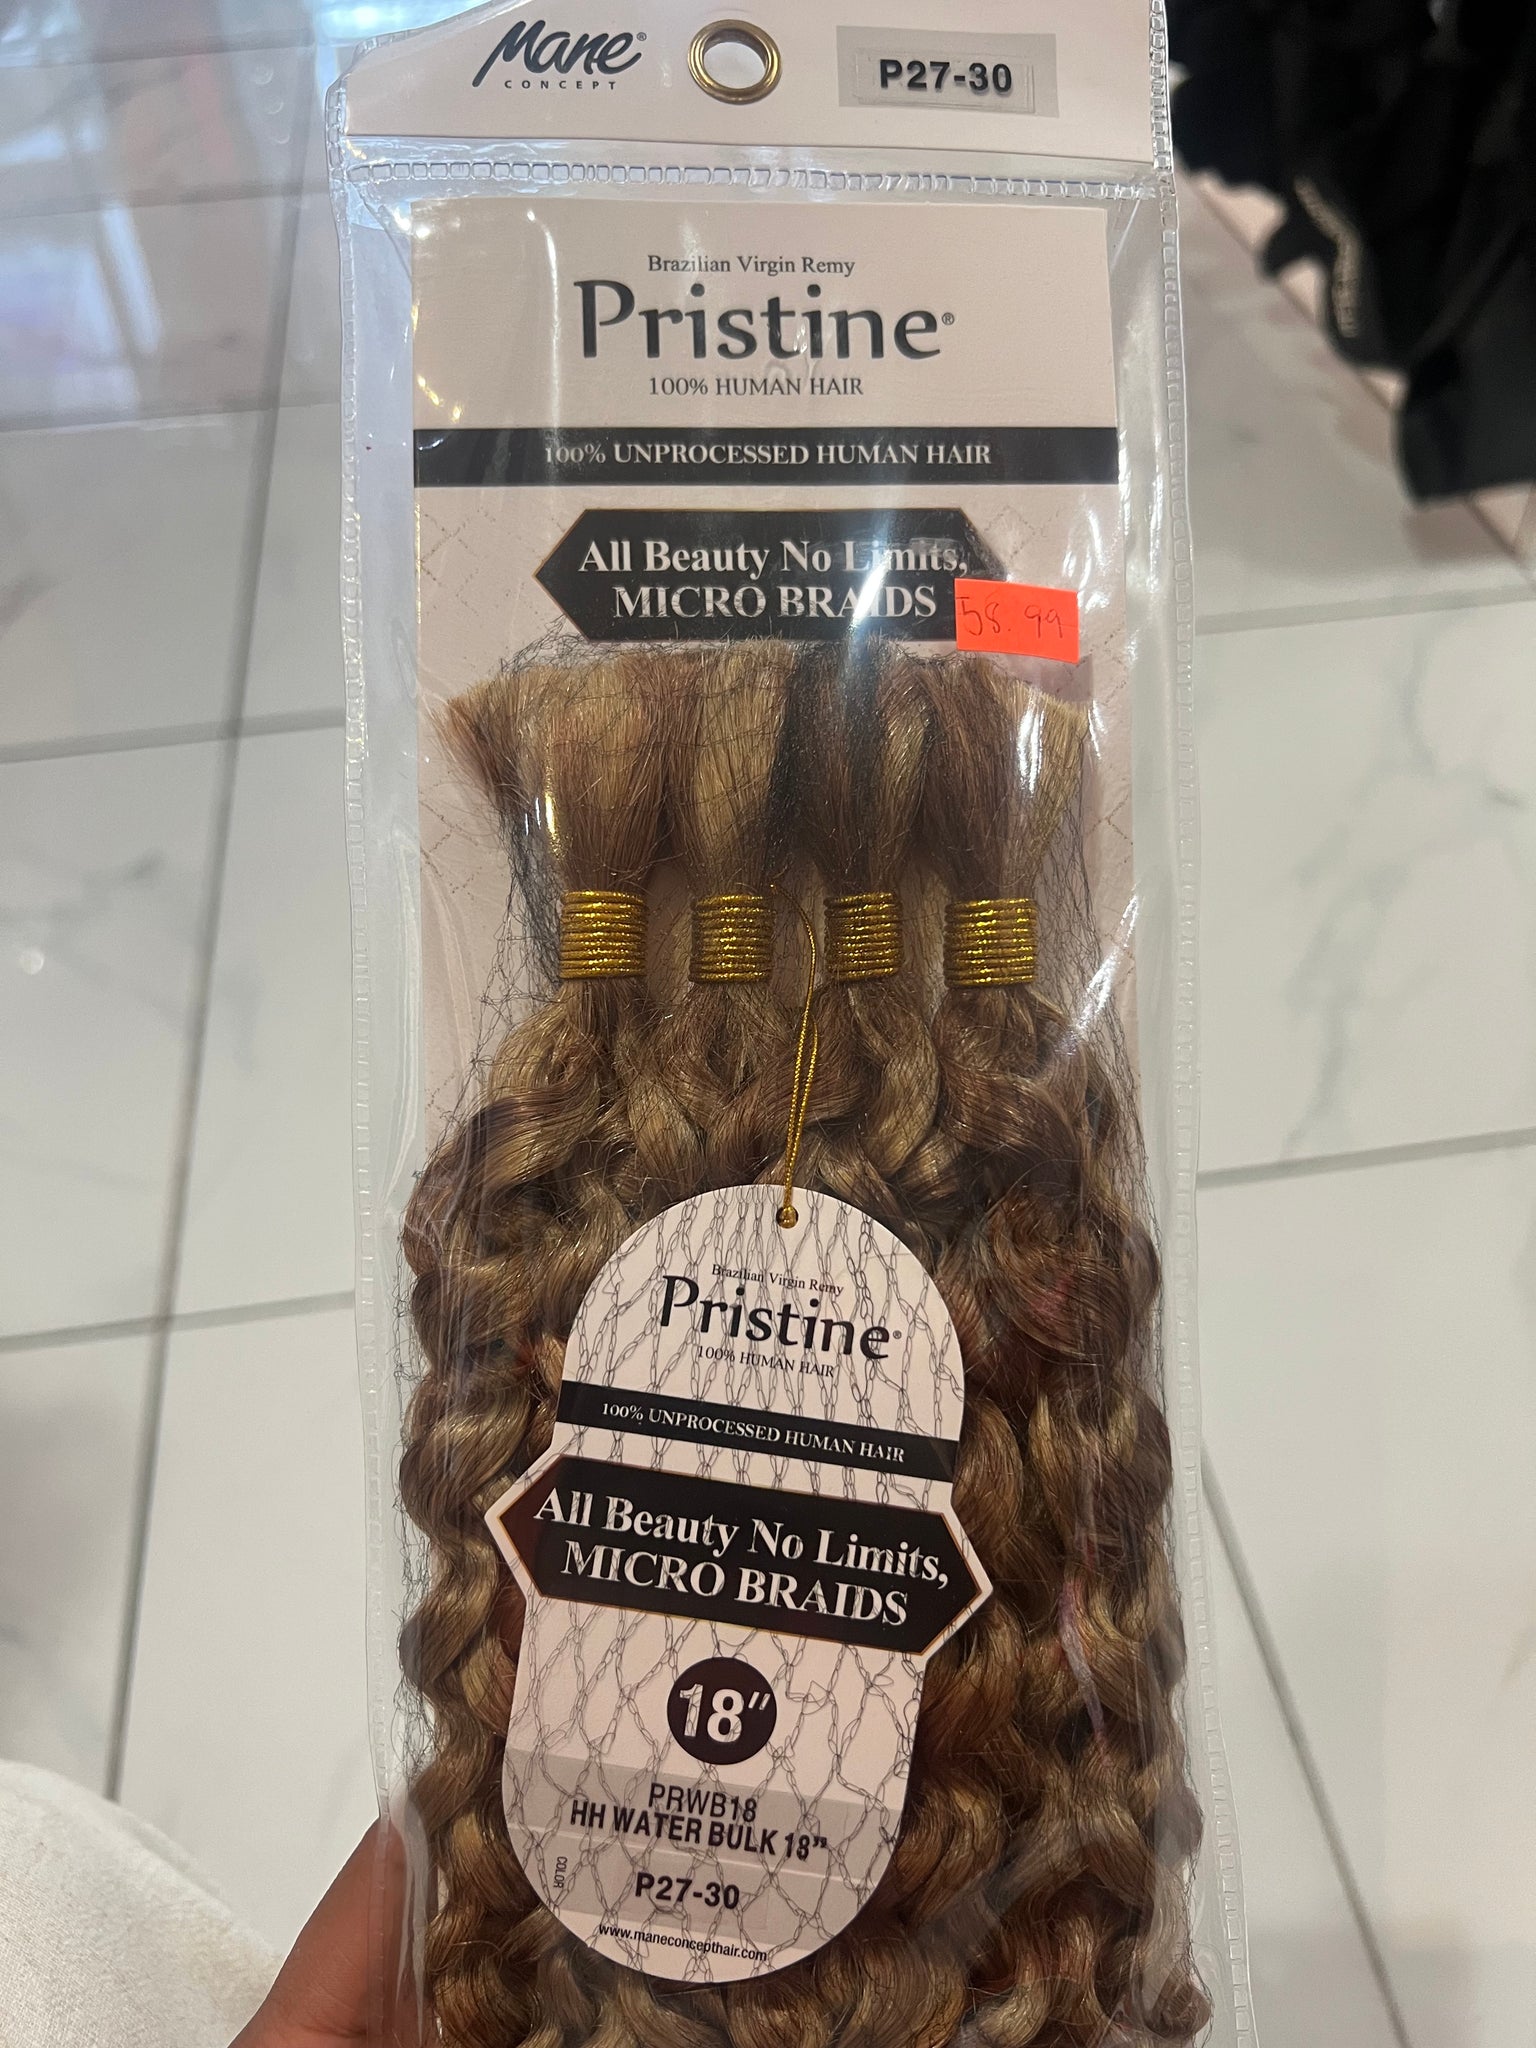 Mane®
CONCEPT
P27-30
Brazilian Virgin Remy
Pristine®
100% HUMAN HAIR
100% UNPROCESSED HUMAN HAIR
All Beauty No Limits,
MICRO BRAIDS
58.99
Brazilian Virgin Remy
Pristine®
100% HUMAN HAIR
100% UNPROCESSED HUMAN HAIR
All Beauty No Limits,
MICRO BRAIDS
18"
PRWB18
HH WATER BULK 18"
COLOR
P27-30
www.maneconcepthair.com